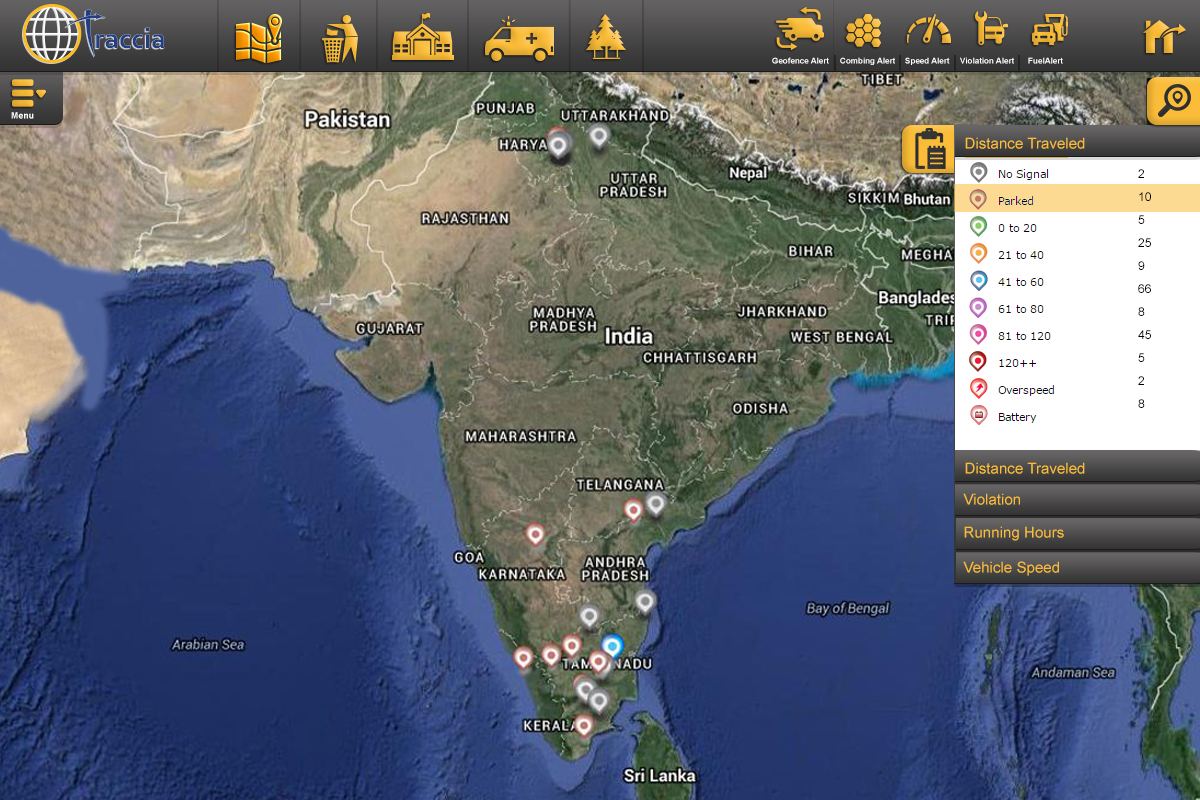 Traccia
Geofence Alert
Combing Alert
Speed Alert
Violation Alert
FuelAlert
Menu
TIBET
PUNJAB
UTTARAKHAND
Pakistan
HARYA
Distance Traveled
Nepal
UTTAR
PRADESH
SIKKIM
Bhutan
No Signal 2
Parked 10
0 to 20 5
21 to 40 25
41 to 60 9
61 to 80 66
81 to 120 8
120++ 45
Overspeed 5
Battery 2
8
RAJASTHAN
BIHAR
MEGHA
Banglades
TRI
MADHYA
PRADESH
JHARKHAND
GUJARAT
India
WEST BENGAL
CHHATTISGARH
ODISHA
MAHARASHTRA
Distance Traveled
Violation
Running Hours
Vehicle Speed
TELANGANA
GOA
KARNATAKA
ANDHRA
PRADESH
Bay of Bengal
Arabian Sea
TAM NADU
Andaman Sea
KERALA
Sri Lanka